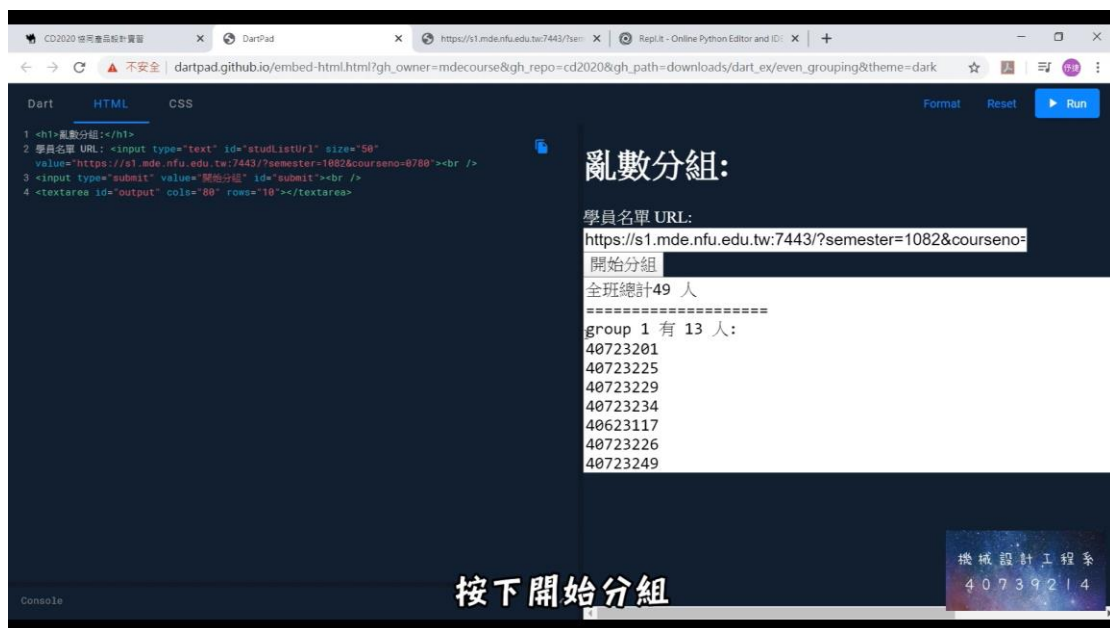 CD2020 協同產品設計實習
DartPad
https://s1.mde.nfu.edu.tw:7443/?sem
Repl.it - Online Python Editor and IDE
不安全 | dartpad.github.io/embed-html.html?gh_owner=mdecourse&gh_repo=cd2020&gh_path=downloads/dart_ex/even_grouping&theme=dark
Dart HTML CSS
Format Reset Run
1 <h1>亂數分組:</h1>
2 學員名單 URL: <input type="text" id="studListUrl" size="50"
value="https://s1.mde.nfu.edu.tw:7443/?semester=1082&courseno=0780"><br />
3 <input type="submit" value="開始分組" id="submit"><br />
4 <textarea id="output" cols="80" rows="10"></textarea>
亂數分組:
學員名單 URL:
https://s1.mde.nfu.edu.tw:7443/?semester=1082&courseno=
開始分組
全班總計49 人
====================
group 1 有 13 人:
40723201
40723225
40723229
40723234
40623117
40723226
40723249
機械設計工程系
40739214
按下開始分組
Console